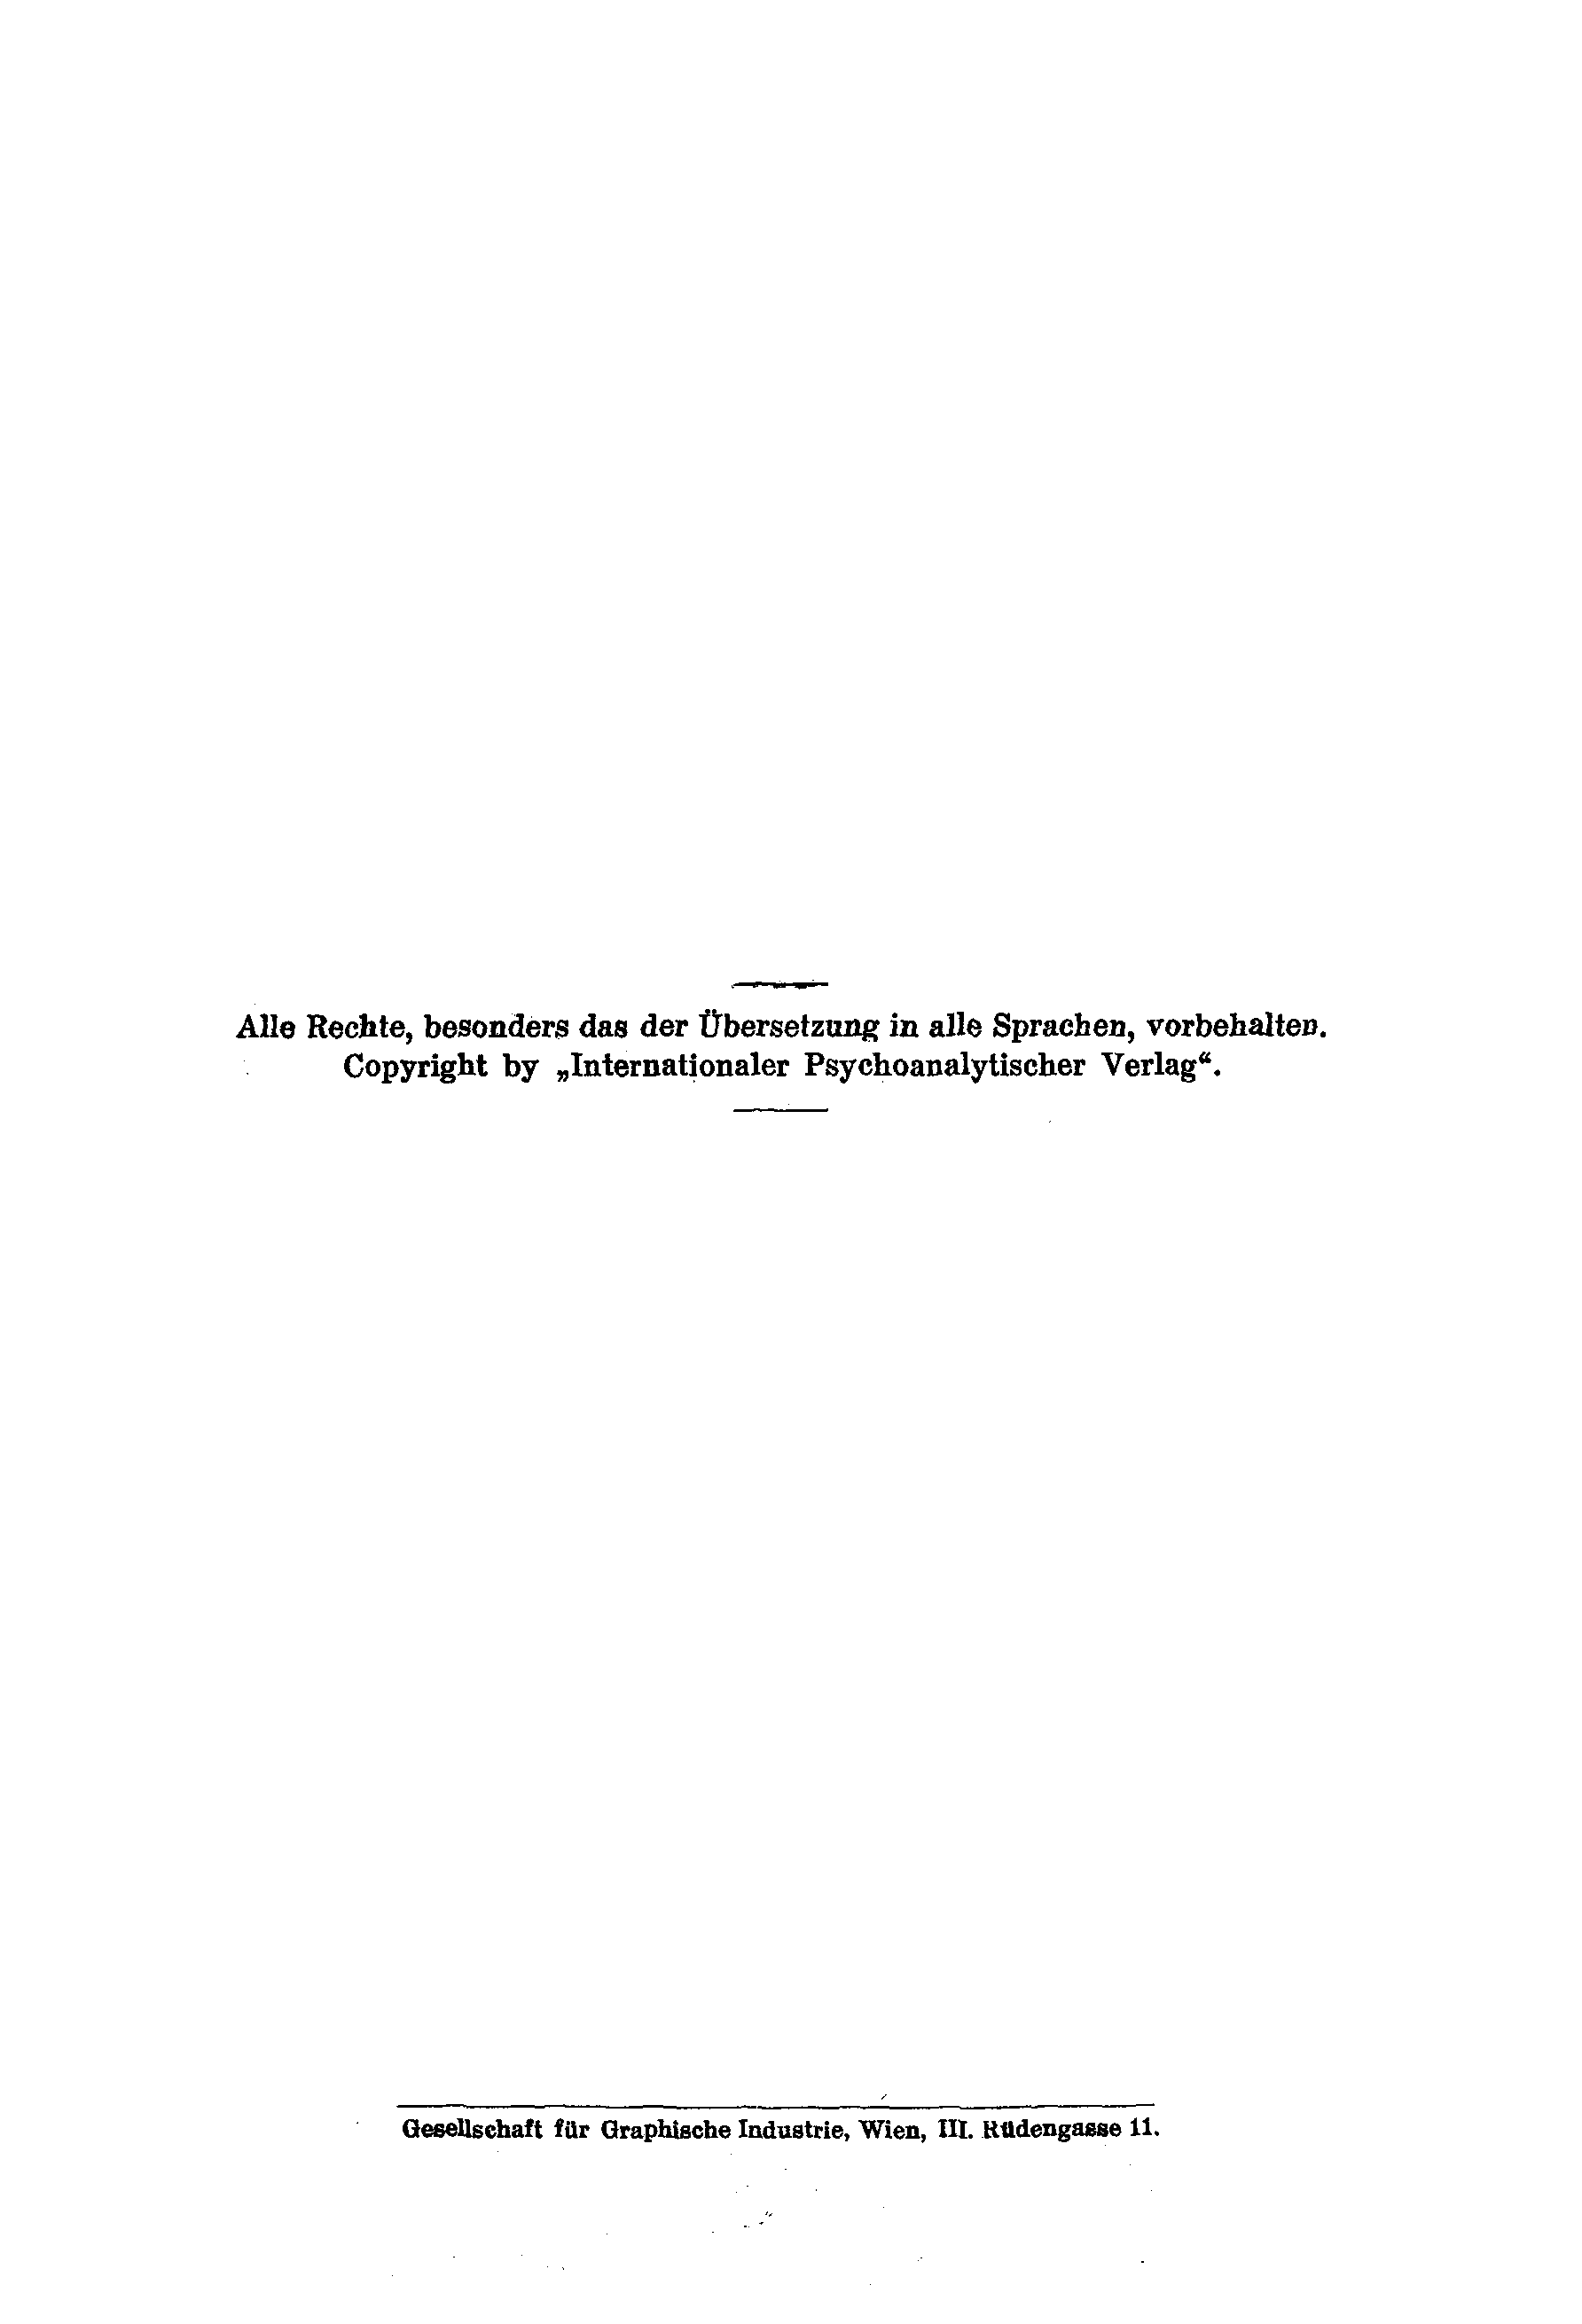 Alle Rechte, besonders das der Übersetzung in alle Sprachen, vorbehalten.
Copyright by „Internationaler Psychoanalytischer Verlag“.
Gesellschaft für Graphische Industrie, Wien, III. Rüdengasse 11.